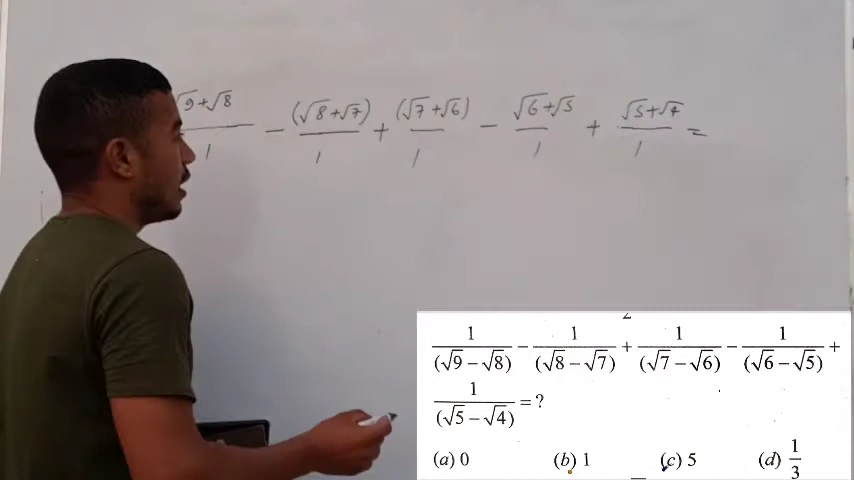 √9+√8/1 − (√8+√7)/1 + (√7+√6)/1 − √6+√5/1 + √5+√4/1 =
1/(√9−√8) − 1/(√8−√7) + 1/(√7−√6) − 1/(√6−√5) +
1/(√5−√4) = ?
(a) 0 (b) 1 (c) 5 (d) 1/3